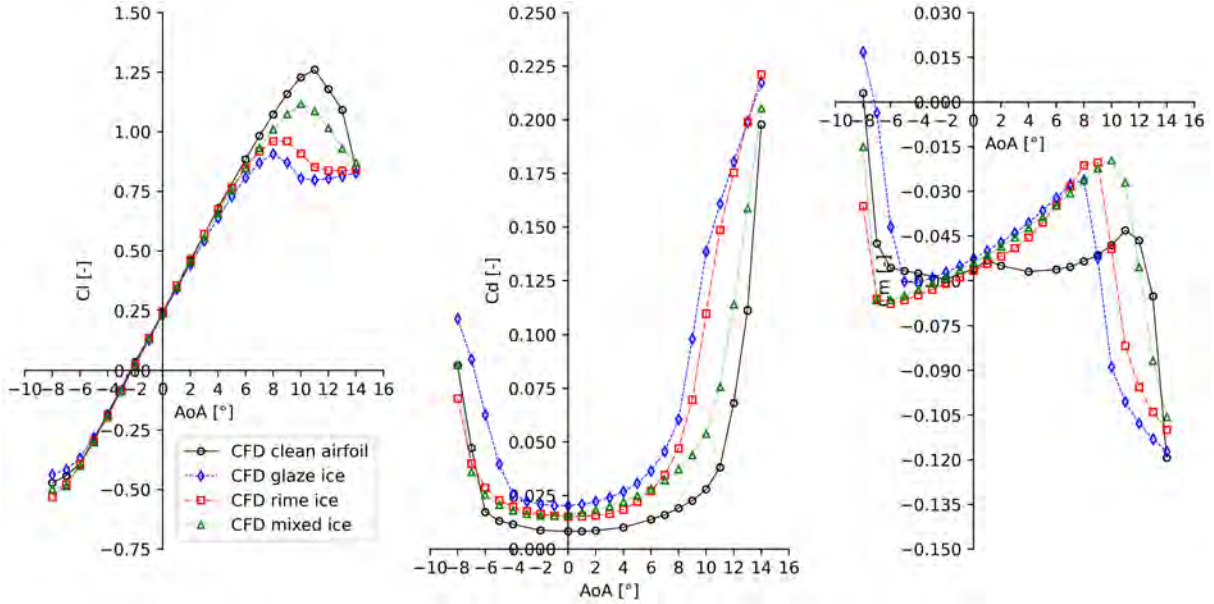 1.50
1.25
1.00
0.75
0.50
0.25
0.00
−0.25
−0.50
−0.75
Cl [-]
−10 −8 −6 −4 −2 0 2 4 6 8 10 12 14 16
AoA [°]
CFD clean airfoil
CFD glaze ice
CFD rime ice
CFD mixed ice
0.250
0.225
0.200
0.175
0.150
0.125
0.100
0.075
0.050
0.025
0.000
Cd [-]
−10 −8 −6 −4 −2 0 2 4 6 8 10 12 14 16
AoA [°]
0.030
0.015
0.000
−0.015
−0.030
−0.045
−0.060
−0.075
−0.090
−0.105
−0.120
−0.135
−0.150
Cm [-]
−10 −8 −6 −4 −2 0 2 4 6 8 10 12 14 16
AoA [°]